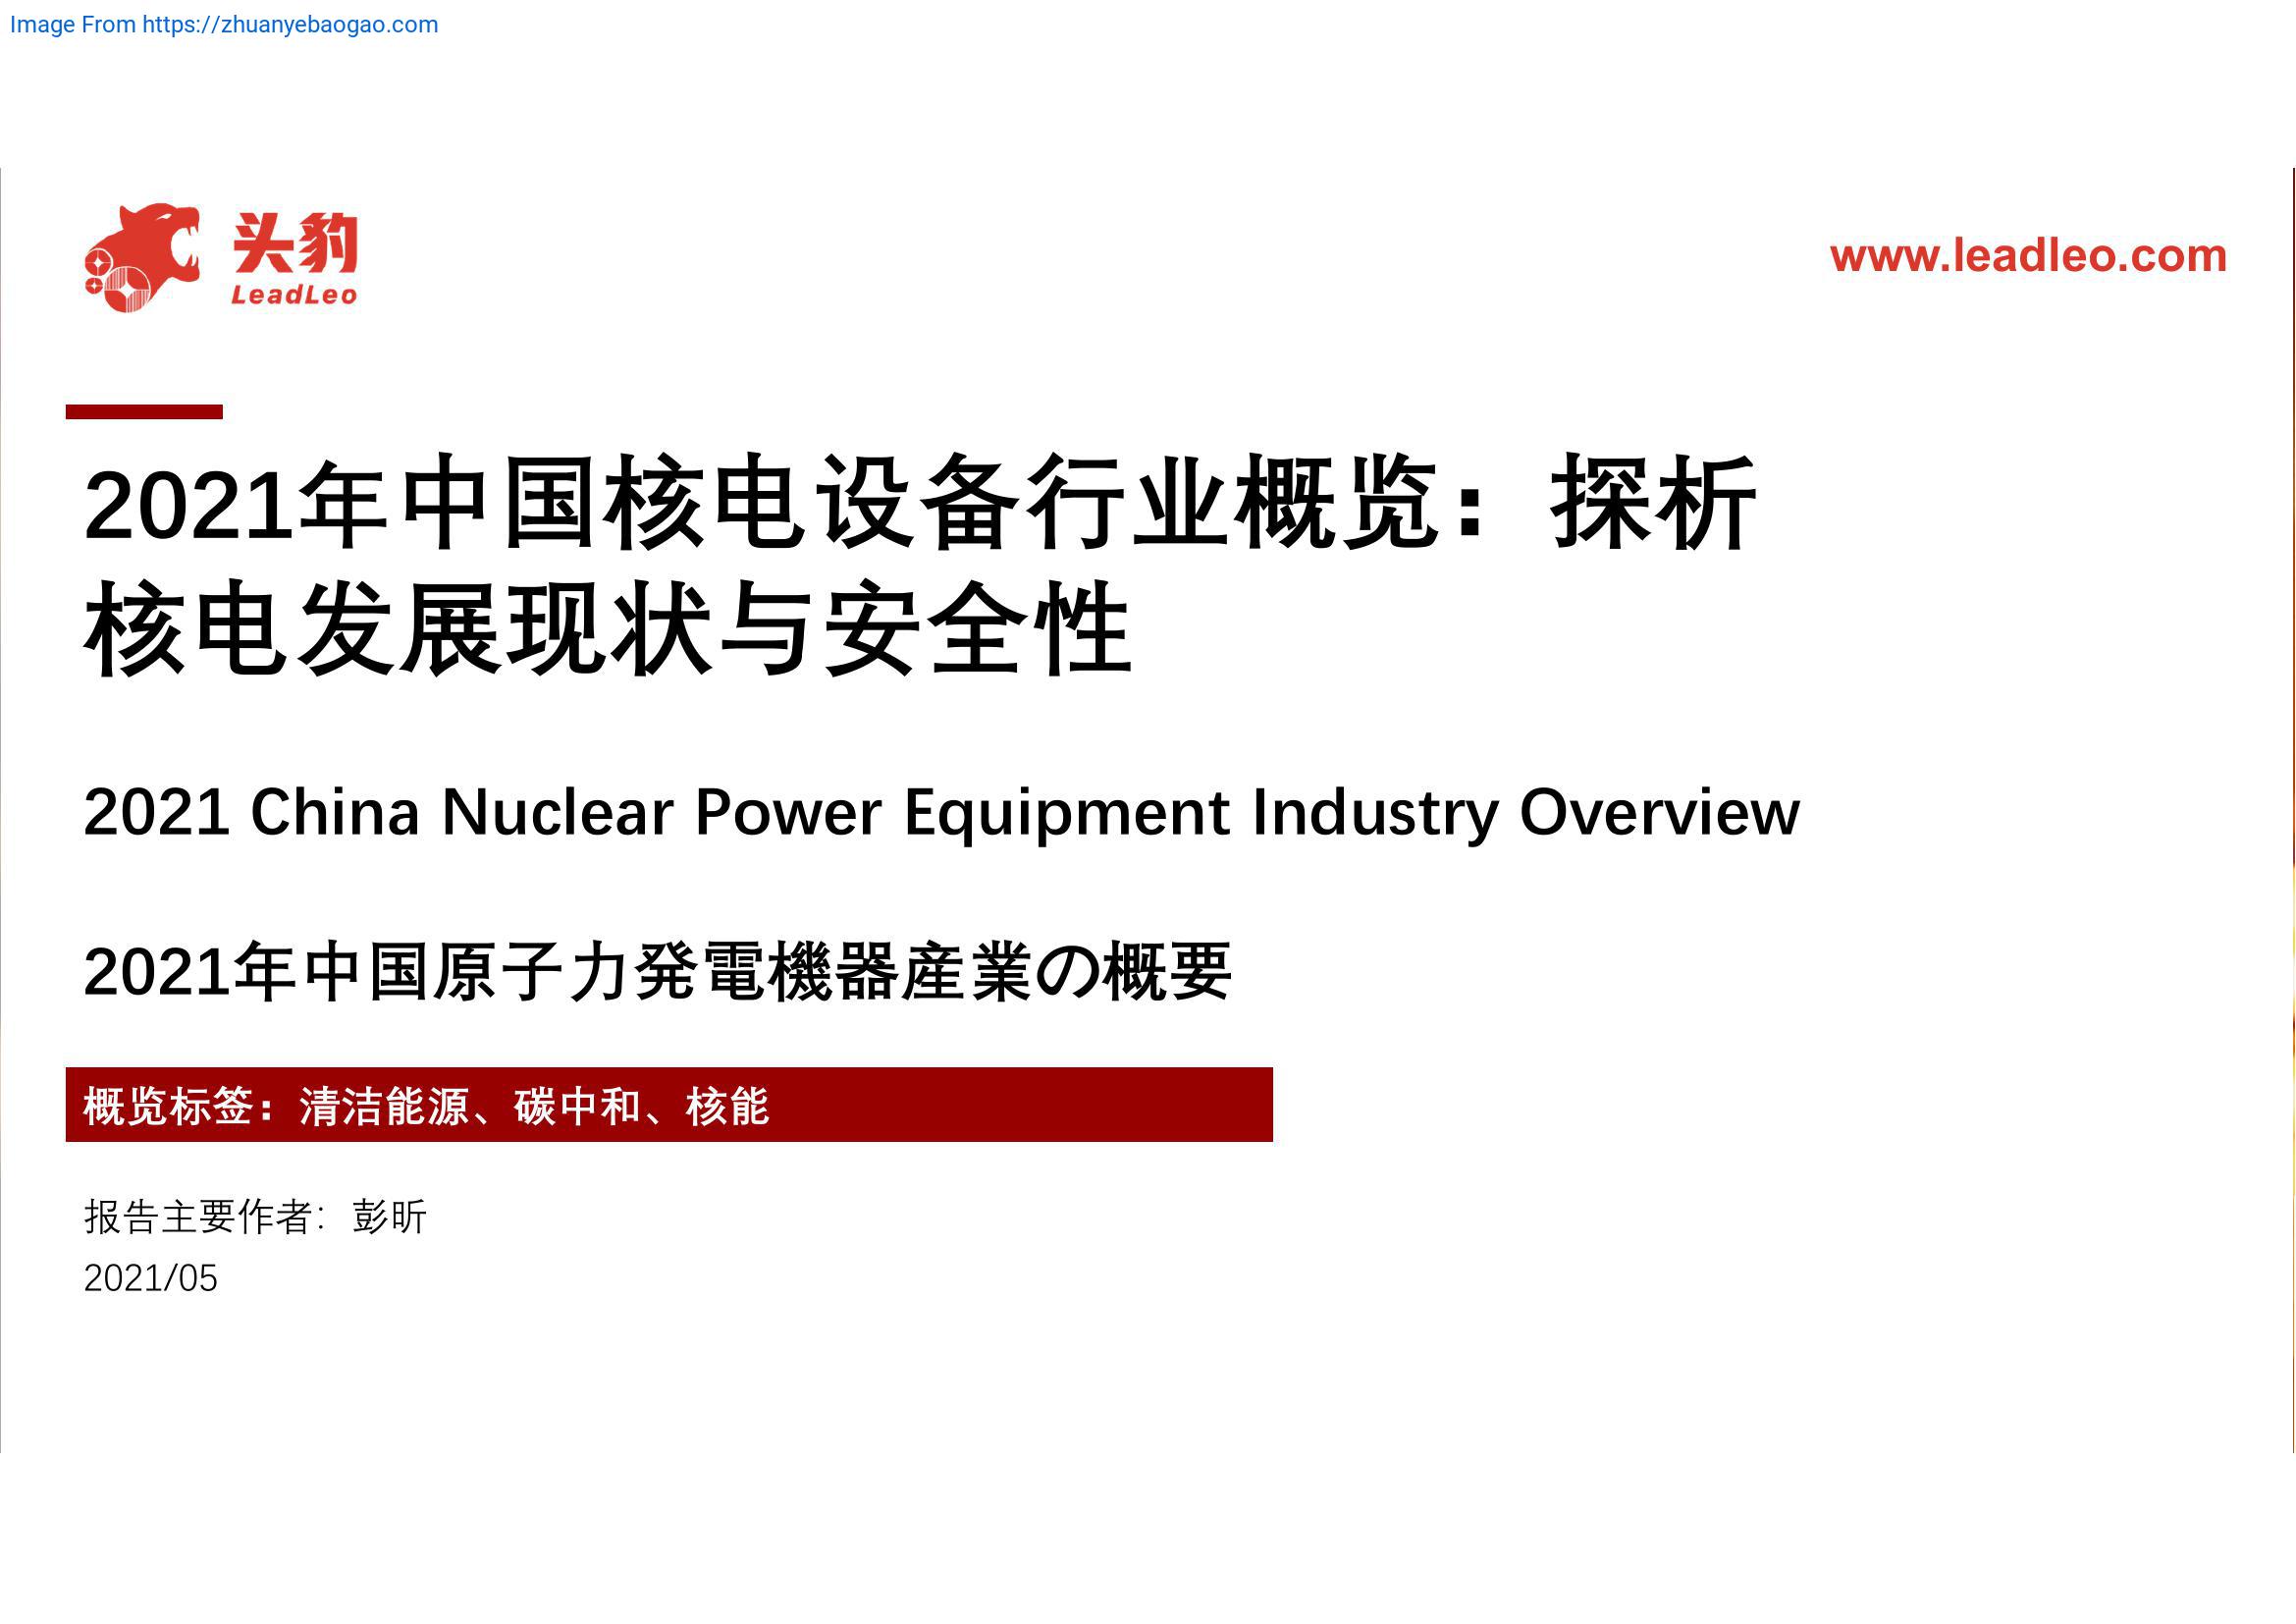 Image From https://zhuanyebaogao.com
头豹
LeadLeo
www.leadleo.com
2021年中国核电设备行业概览：探析
核电发展现状与安全性
2021 China Nuclear Power Equipment Industry Overview
2021年中国原子力発電機器産業の概要
概览标签：清洁能源、碳中和、核能
报告主要作者：彭昕
2021/05